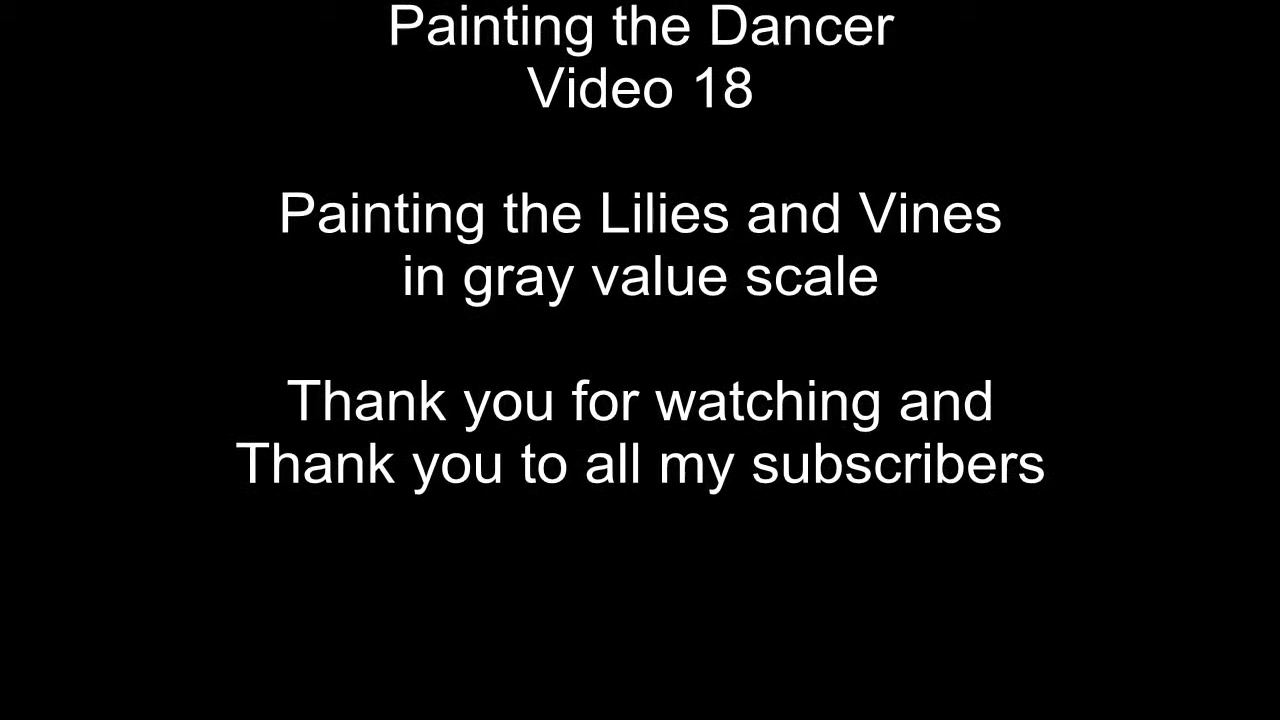 Painting the Dancer
Video 18
Painting the Lilies and Vines
in gray value scale
Thank you for watching and
Thank you to all my subscribers